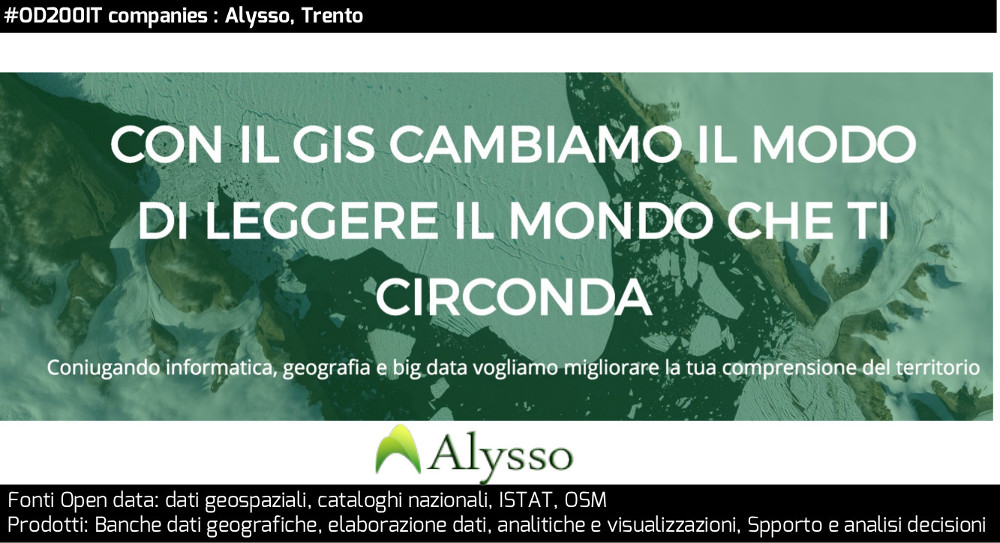 #OD200IT companies : Alysso, Trento
CON IL GIS CAMBIAMO IL MODO
DI LEGGERE IL MONDO CHE TI
CIRCONDA
Coniugando informatica, geografia e big data vogliamo migliorare la tua comprensione del territorio
Alysso
Fonti Open data: dati geospaziali, cataloghi nazionali, ISTAT, OSM
Prodotti: Banche dati geografiche, elaborazione dati, analitiche e visualizzazioni, Spporto e analisi decisioni